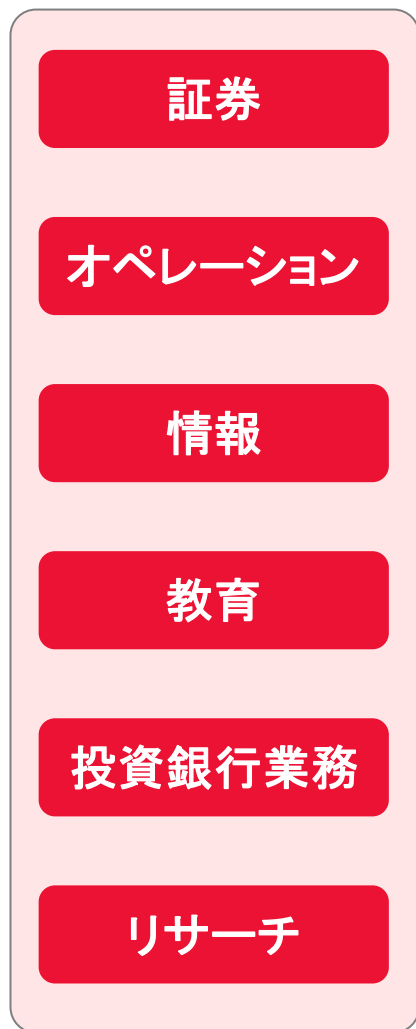 証券
オペレーション
情報
教育
投資銀行業務
リサーチ